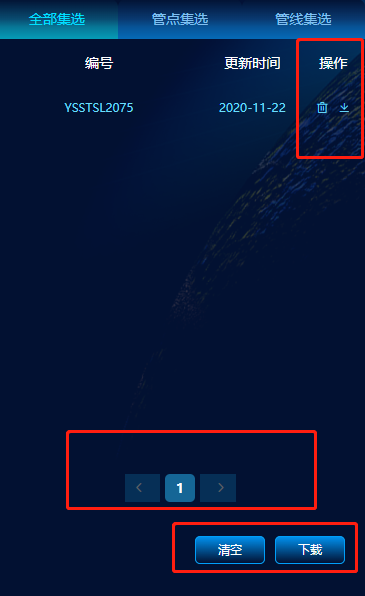 全部集选 管点集选 管线集选
编号 更新时间 操作
YSSTSL2075 2020-11-22
1
清空 下载